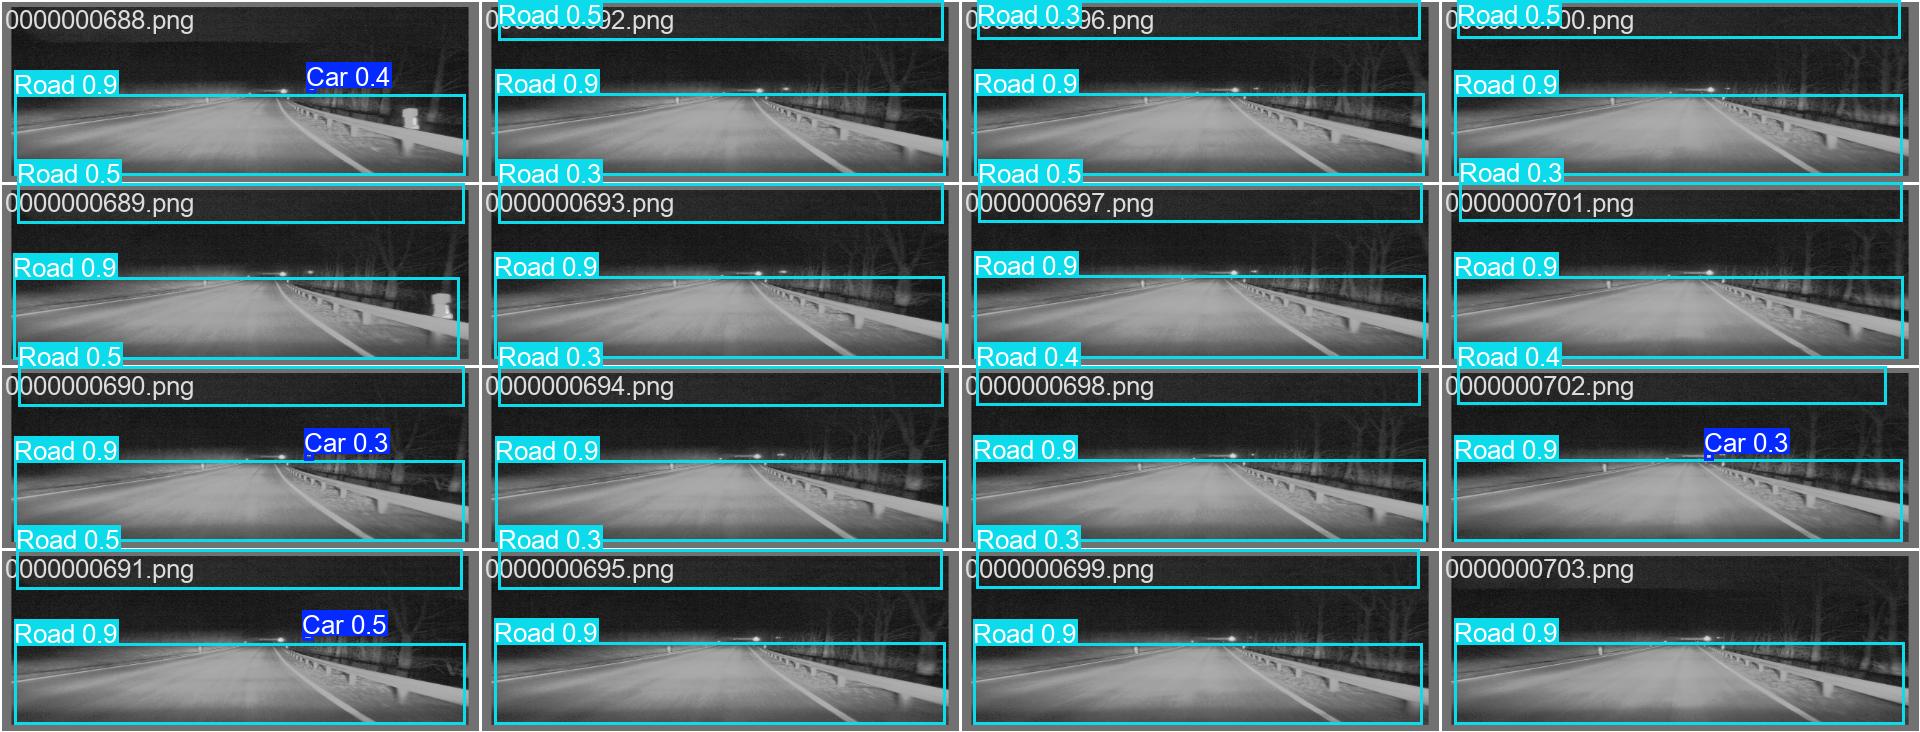 0000000688.png
Car 0.4
Road 0.9
Road 0.5
92.png
Road 0.9
Road 0.3
96.png
Road 0.9
Road 0.5
00.png
Road 0.9
Road 0.5
0000000689.png
Road 0.9
Road 0.3
0000000693.png
Road 0.9
Road 0.5
0000000697.png
Road 0.9
Road 0.3
0000000701.png
Road 0.9
Road 0.5
0000000690.png
Car 0.3
Road 0.9
Road 0.3
0000000694.png
Road 0.9
Road 0.4
0000000698.png
Road 0.9
Road 0.4
0000000702.png
Car 0.3
Road 0.9
Road 0.5
0000000691.png
Car 0.5
Road 0.9
Road 0.3
0000000695.png
Road 0.9
Road 0.3
0000000699.png
Road 0.9
0000000703.png
Road 0.9